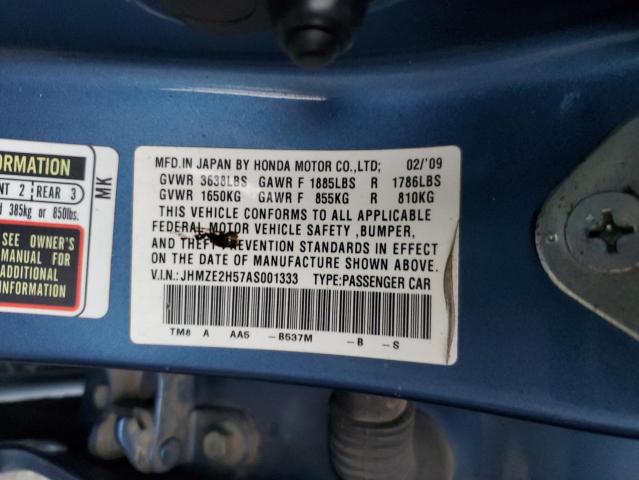 MFD.IN JAPAN BY HONDA MOTOR CO.,LTD; 02/'09
GVWR 3638LBS GAWR F 1885LBS R 1786LBS
GVWR 1650KG GAWR F 855KG R 810KG
THIS VEHICLE CONFORMS TO ALL APPLICABLE
FEDERAL MOTOR VEHICLE SAFETY ,BUMPER,
AND THEFT PREVENTION STANDARDS IN EFFECT
ON THE DATE OF MANUFACTURE SHOWN ABOVE.
V.I.N.: JHMZE2H57AS001333 TYPE:PASSENGER CAR
TM8 A AA5 -B537M -B -S
ORMATION
NT 2 REAR 3
d 385kg or 850lbs.
SEE OWNER'S
MANUAL FOR
ADDITIONAL
INFORMATION
MK